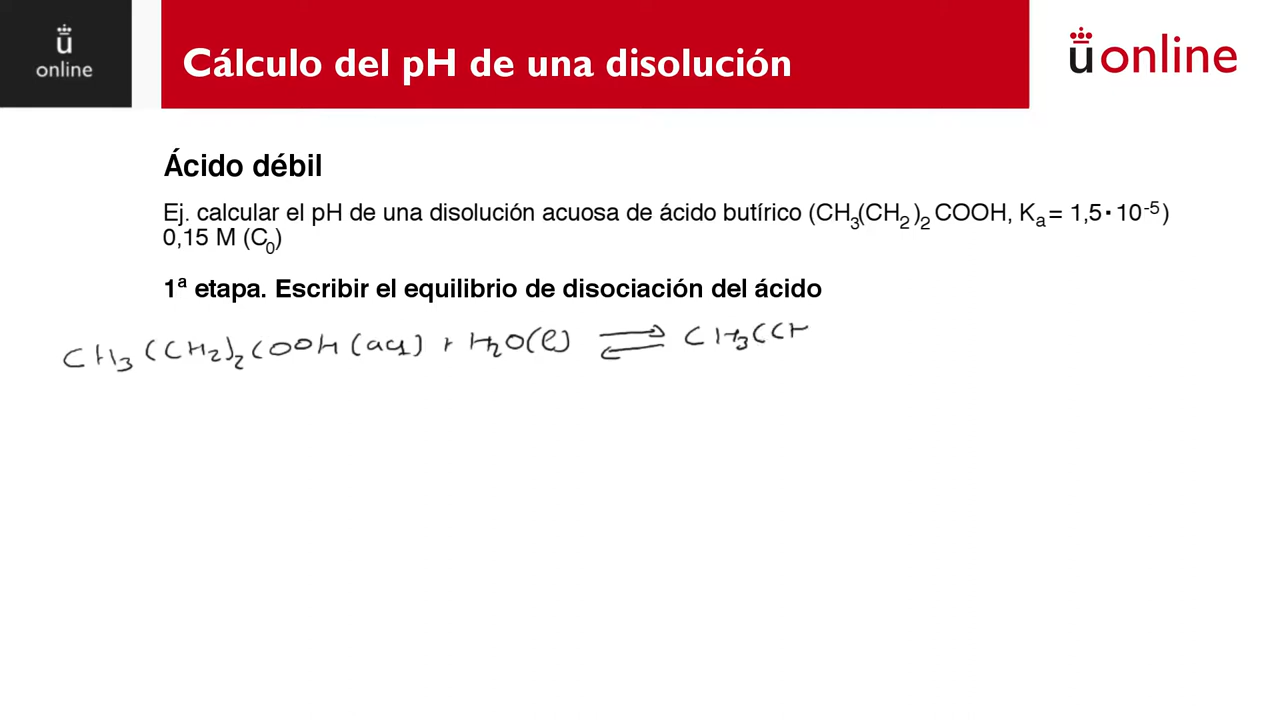 ü
online
Cálculo del pH de una disolución
ü online
Ácido débil
Ej. calcular el pH de una disolución acuosa de ácido butírico (CH₃(CH₂)₂COOH, Kₐ= 1,5·10⁻⁵)
0,15 M (C₀)
1ª etapa. Escribir el equilibrio de disociación del ácido
CH₃(CH₂)₂COOH (aq) + H₂O(l) ⇌ CH₃(CH